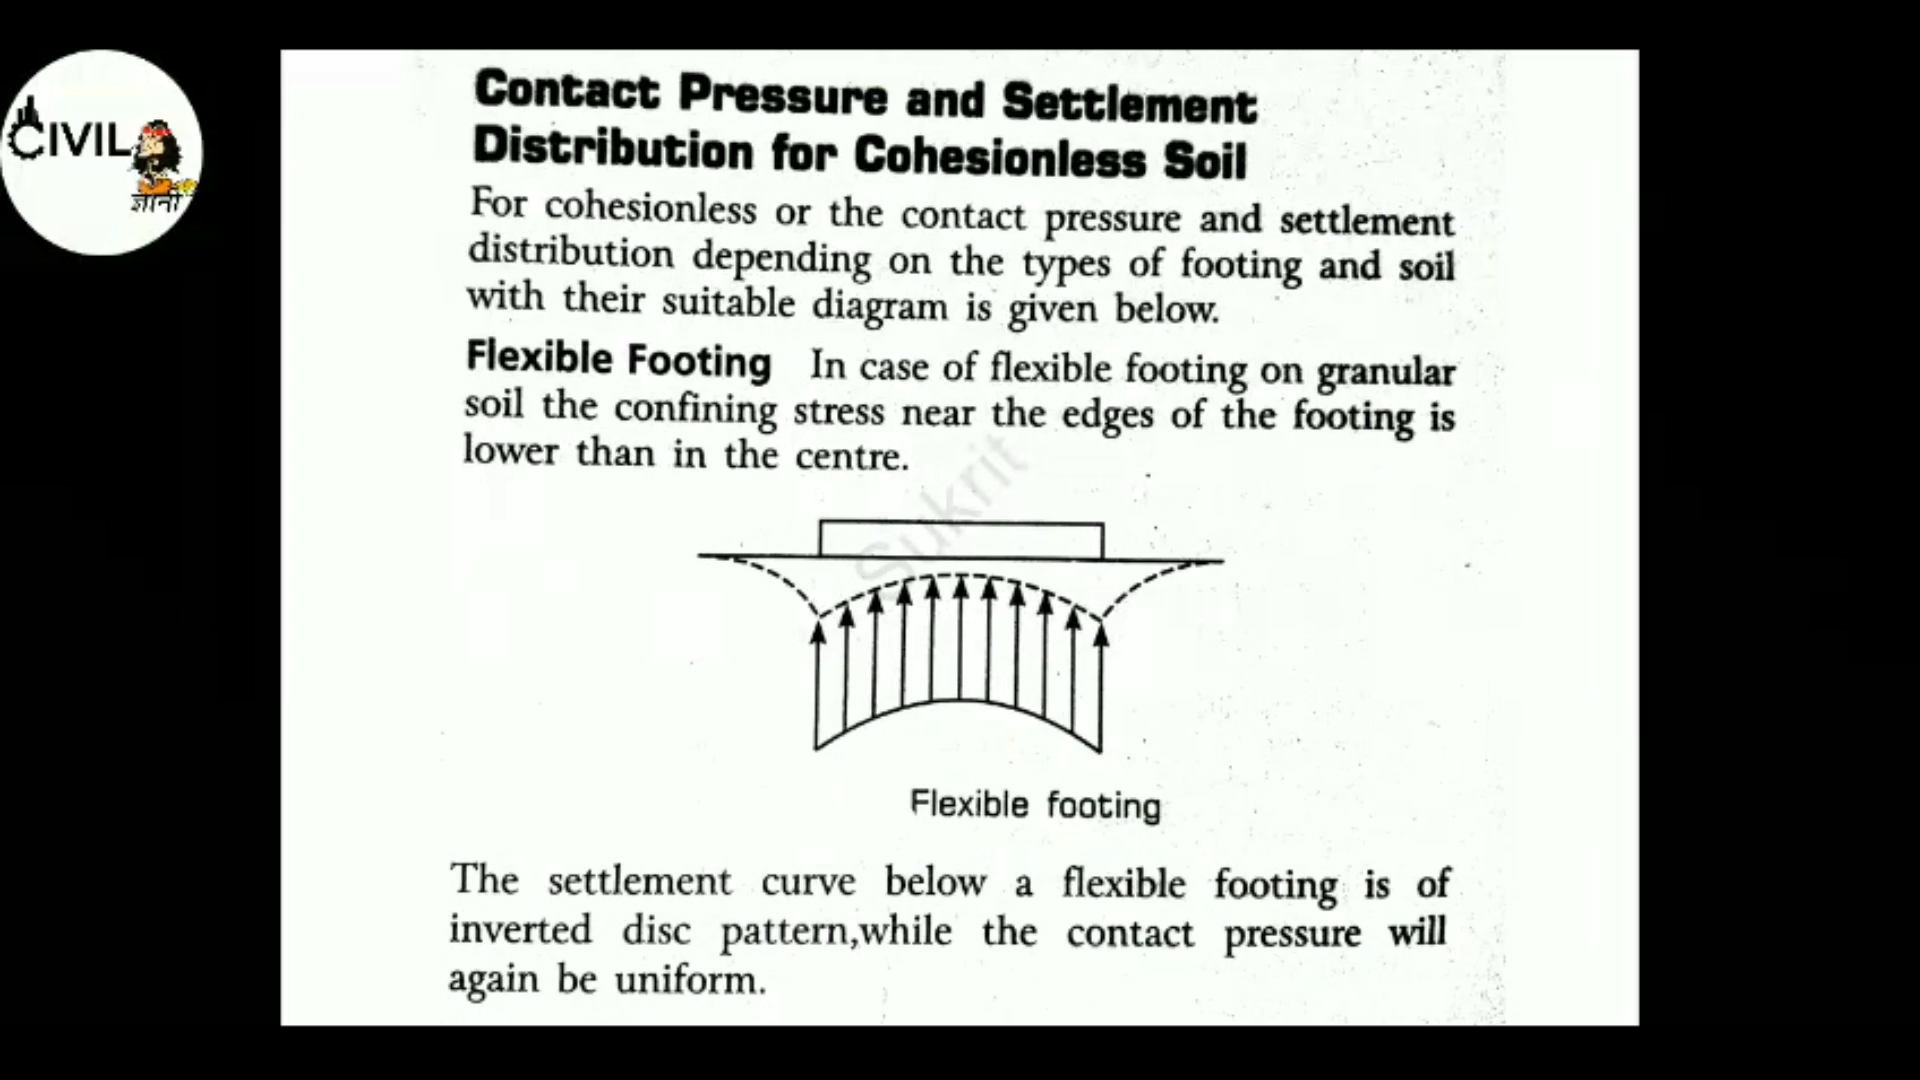 CIVIL
ज्ञानी
Contact Pressure and Settlement
Distribution for Cohesionless Soil
For cohesionless or the contact pressure and settlement
distribution depending on the types of footing and soil
with their suitable diagram is given below.
Flexible Footing In case of flexible footing on granular
soil the confining stress near the edges of the footing is
lower than in the centre.
Sukrit
Flexible footing
The settlement curve below a flexible footing is of
inverted disc pattern,while the contact pressure will
again be uniform.